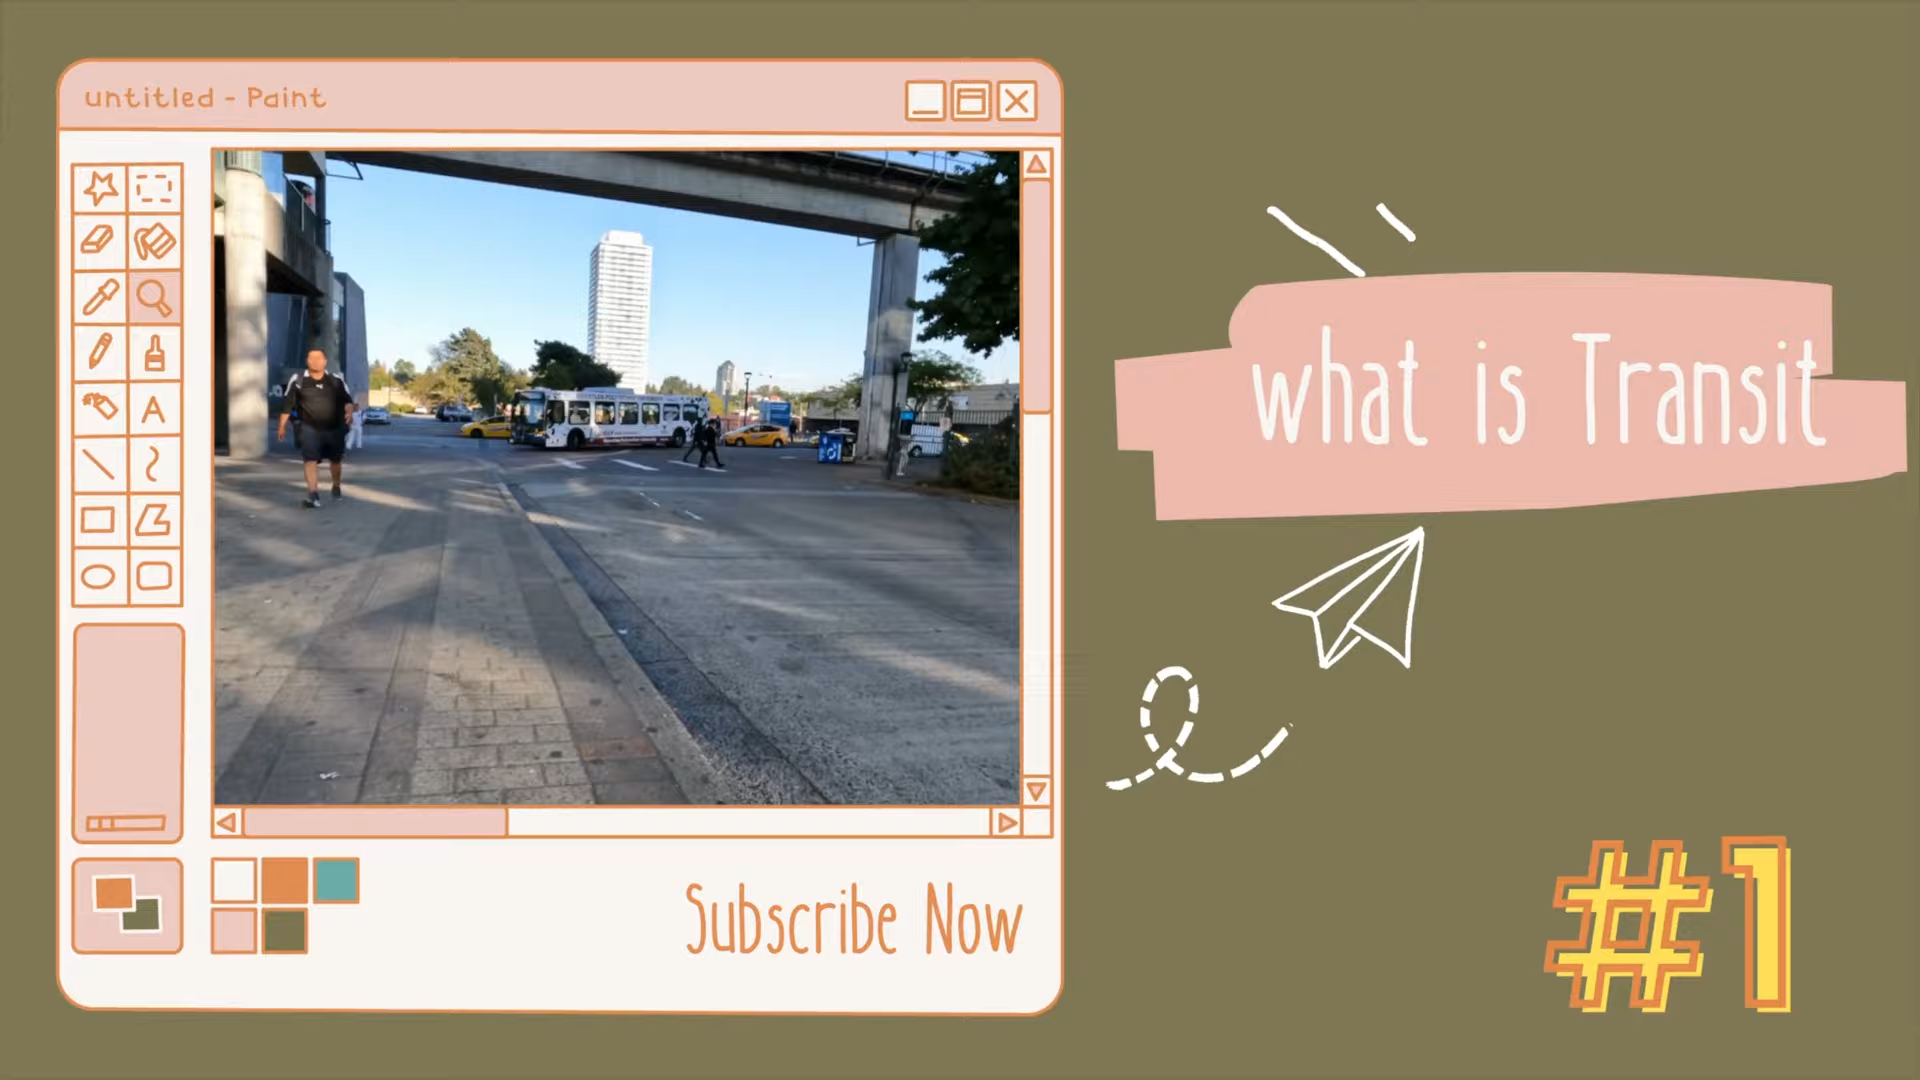 untitled - Paint
A
what is Transit
Subscribe Now
#1